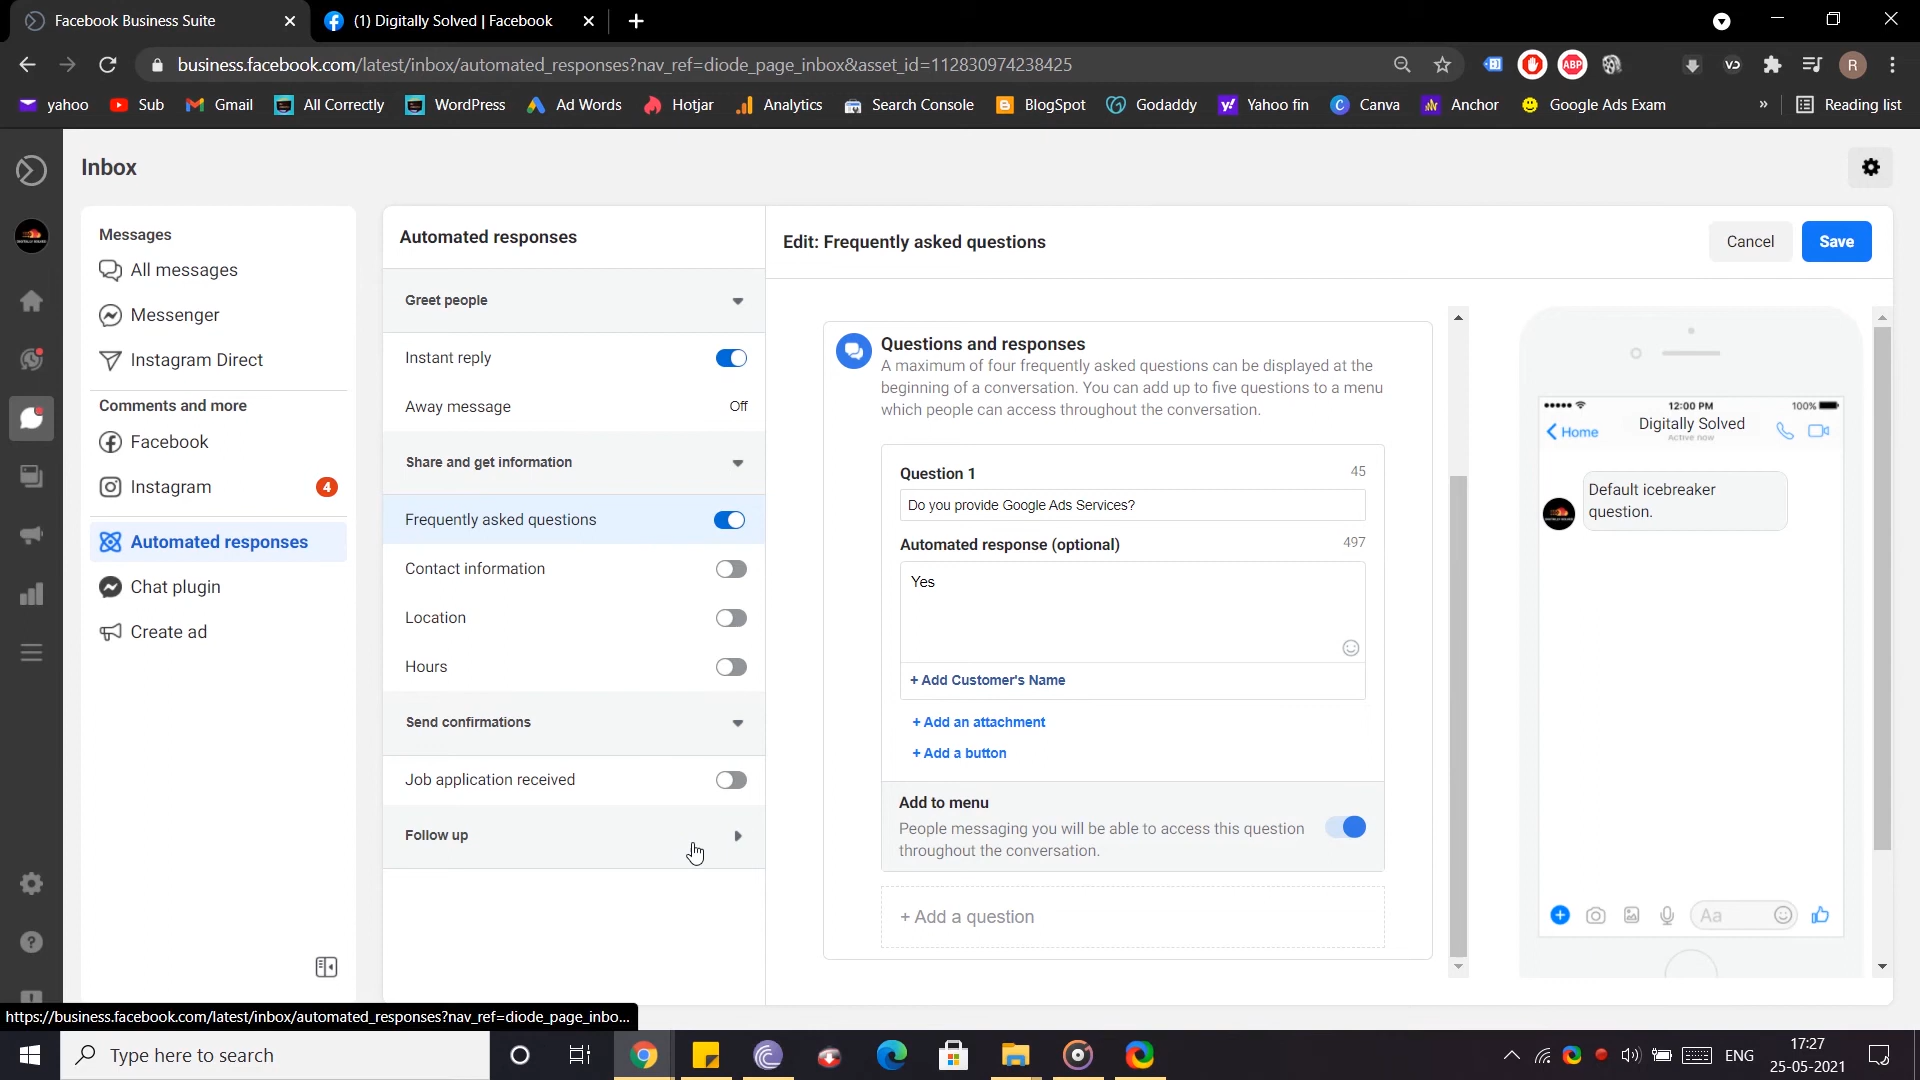 Facebook Business Suite
(1) Digitally Solved | Facebook
business.facebook.com/latest/inbox/automated_responses?nav_ref=diode_page_inbox&asset_id=112830974238425
ABP
VD
R
yahoo
Sub
Gmail
All Correctly
WordPress
Ad Words
Hotjar
Analytics
Search Console
BlogSpot
Godaddy
Yahoo fin
Canva
Anchor
Google Ads Exam
»
Reading list
Inbox
Messages
All messages
Messenger
Instagram Direct
Comments and more
Facebook
Instagram
4
Automated responses
Chat plugin
Create ad
Automated responses
Greet people
Instant reply
Away message
Off
Share and get information
Frequently asked questions
Contact information
Location
Hours
Send confirmations
Job application received
Follow up
Edit: Frequently asked questions
Cancel
Save
Questions and responses
A maximum of four frequently asked questions can be displayed at the
beginning of a conversation. You can add up to five questions to a menu
which people can access throughout the conversation.
Question 1
45
Do you provide Google Ads Services?
Automated response (optional)
497
Yes
+ Add Customer's Name
+ Add an attachment
+ Add a button
Add to menu
People messaging you will be able to access this question
throughout the conversation.
+ Add a question
12:00 PM
100%
Home
Digitally Solved
Active now
Default icebreaker
question.
Aa
https://business.facebook.com/latest/inbox/automated_responses?nav_ref=diode_page_inbo...
Type here to search
ENG
17:27
25-05-2021